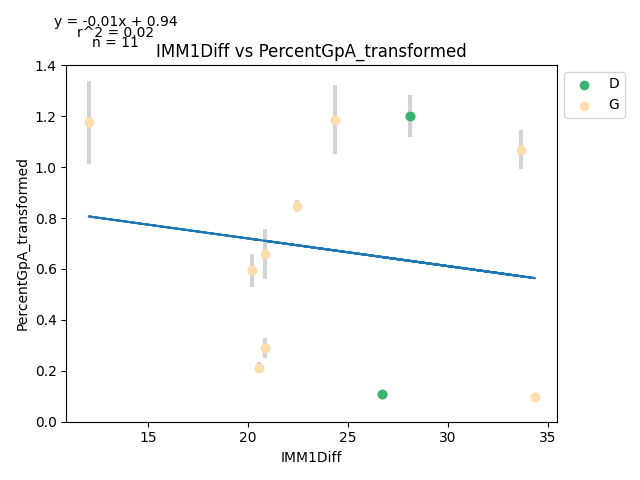 y = -0.01x + 0.94
r^2 = 0.02
n = 11
IMM1Diff vs PercentGpA_transformed
D
G
PercentGpA_transformed
1.4
1.2
1.0
0.8
0.6
0.4
0.2
0.0
15
20
25
30
35
IMM1Diff